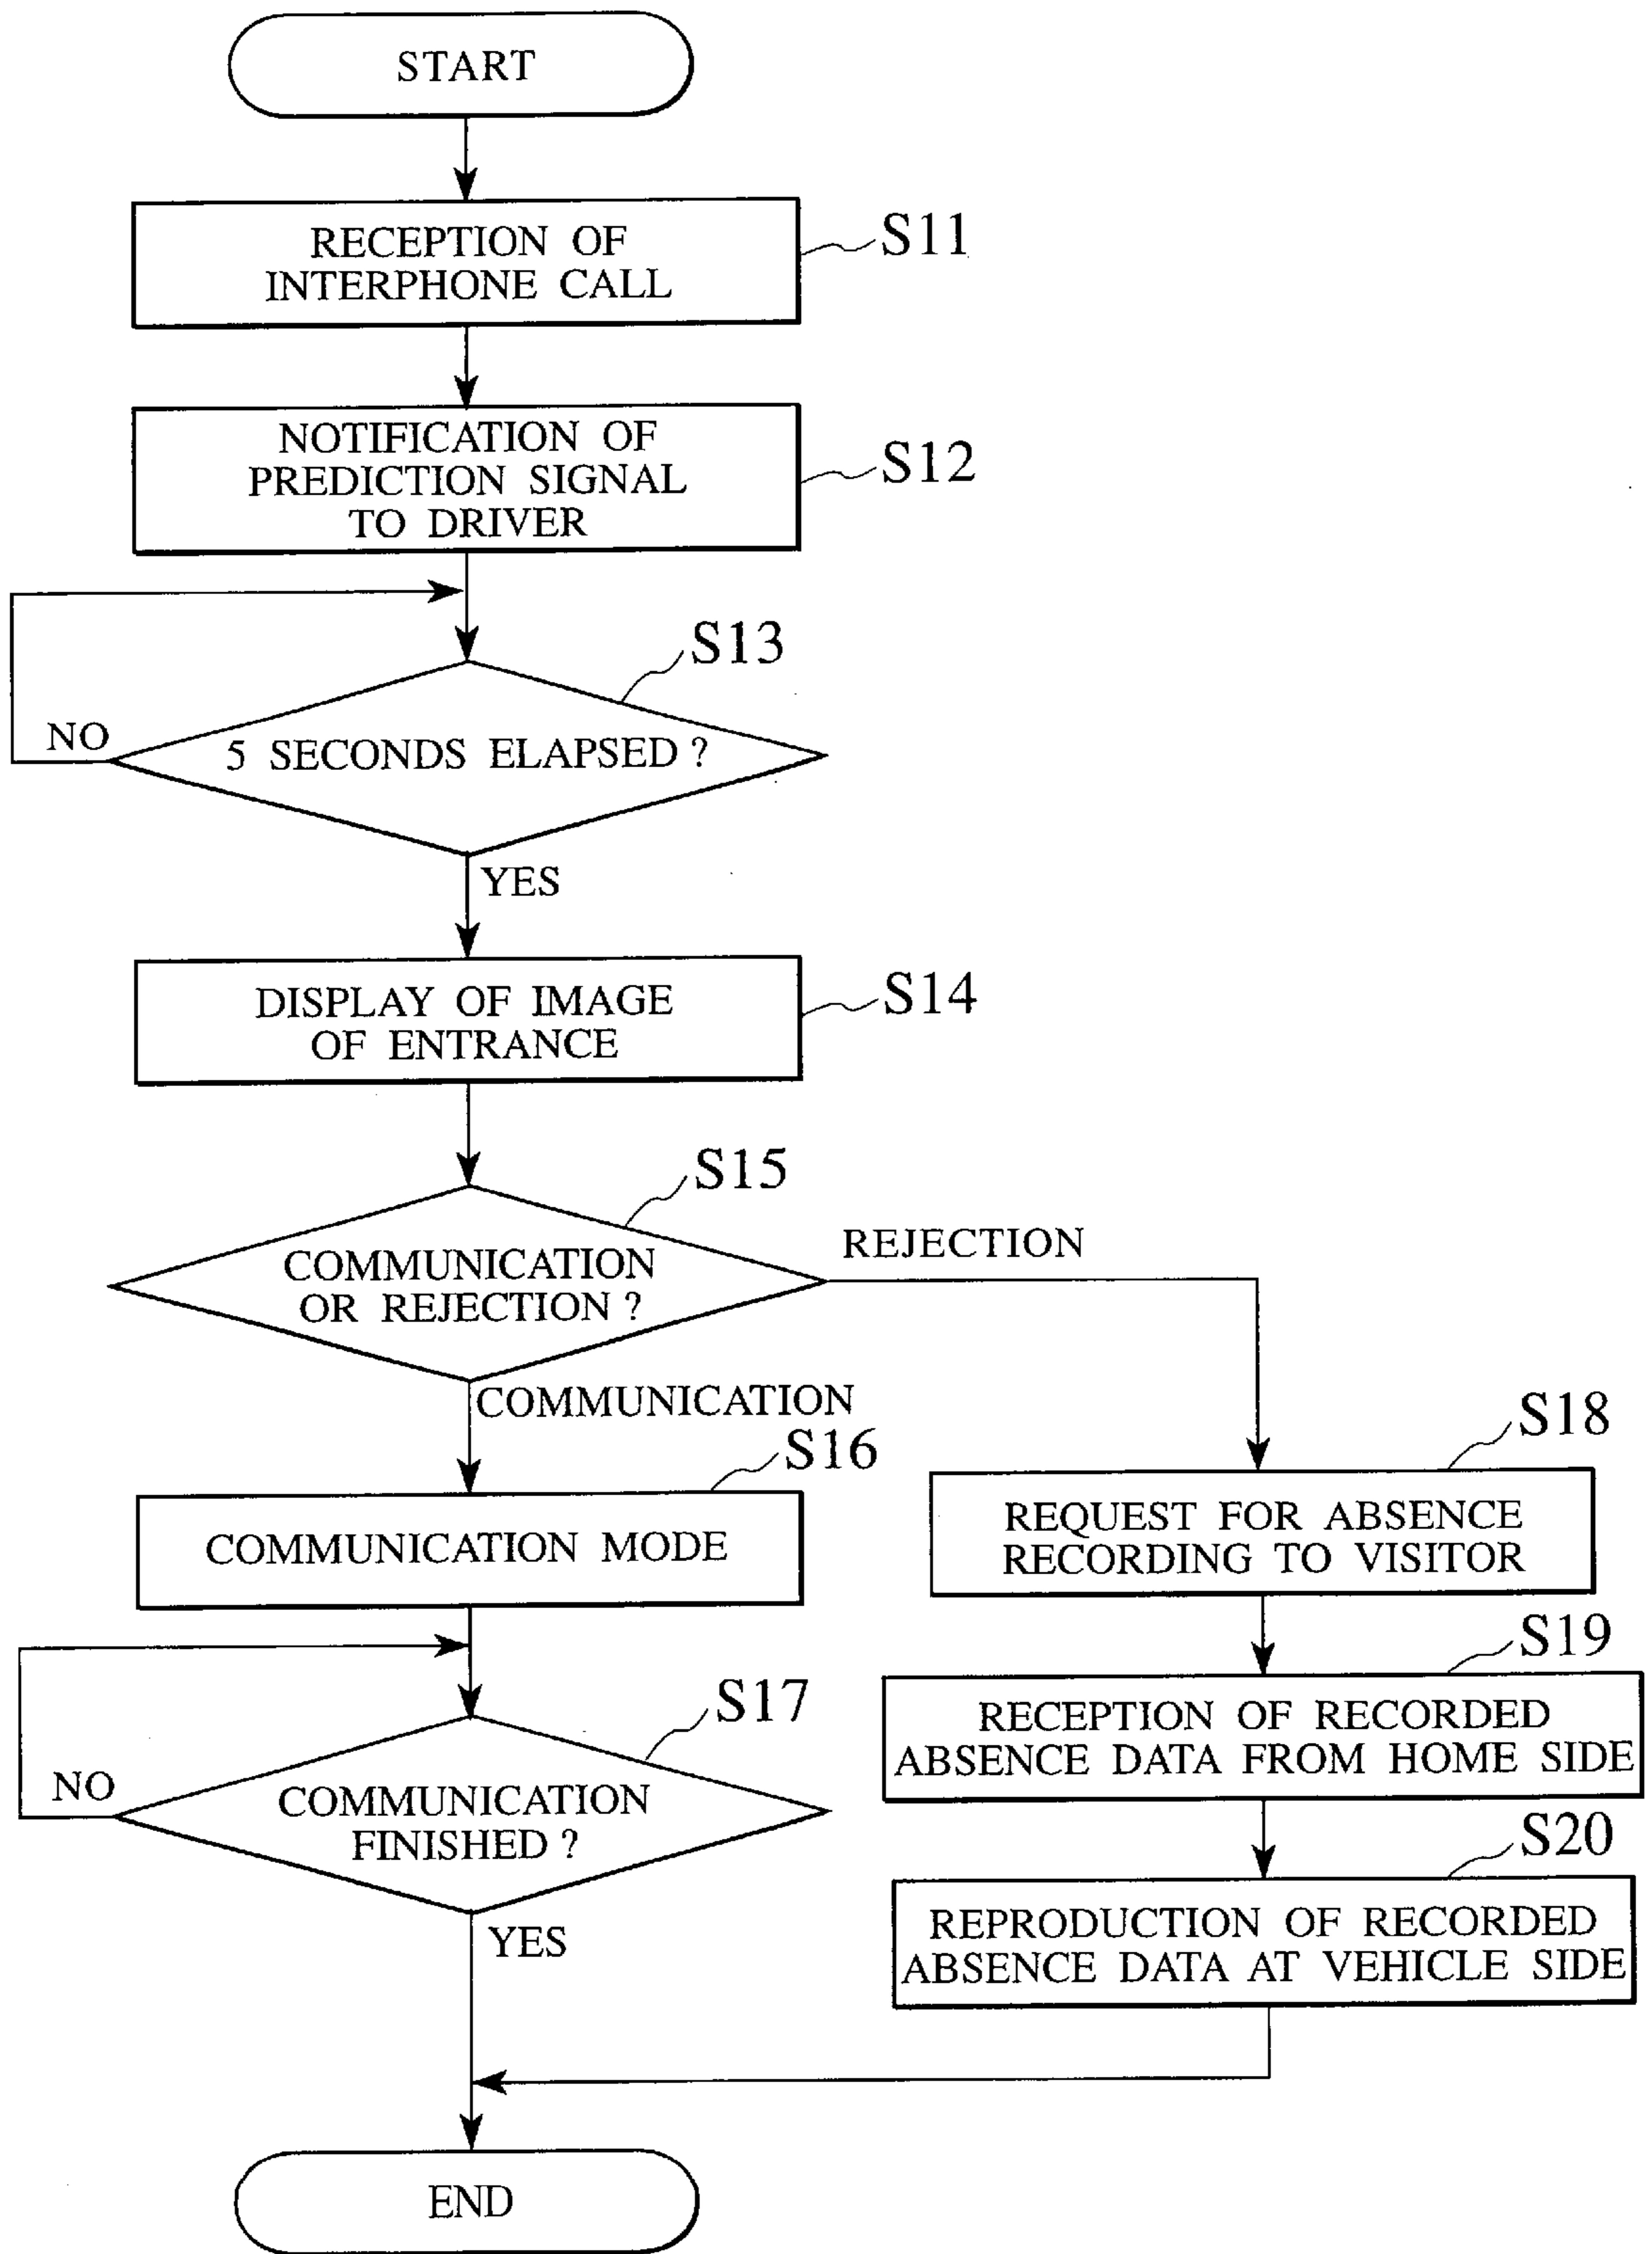 START
RECEPTION OF
INTERPHONE CALL
S11
NOTIFICATION OF
PREDICTION SIGNAL
TO DRIVER
S12
S13
5 SECONDS ELAPSED ?
NO
YES
DISPLAY OF IMAGE
OF ENTRANCE
S14
S15
COMMUNICATION
OR REJECTION ?
REJECTION
COMMUNICATION
S16
COMMUNICATION MODE
S17
COMMUNICATION
FINISHED ?
NO
YES
S18
REQUEST FOR ABSENCE
RECORDING TO VISITOR
S19
RECEPTION OF RECORDED
ABSENCE DATA FROM HOME SIDE
S20
REPRODUCTION OF RECORDED
ABSENCE DATA AT VEHICLE SIDE
END